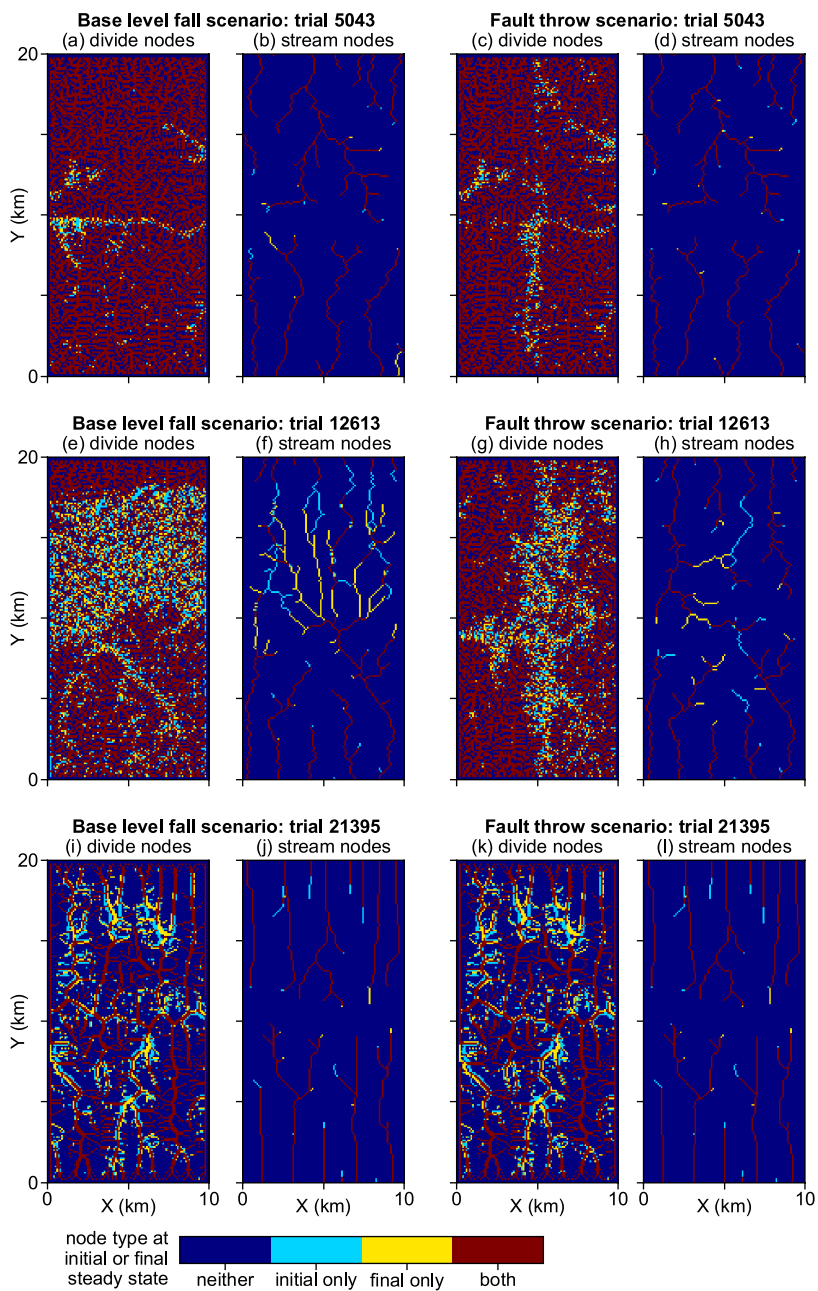 Base level fall scenario: trial 5043
Fault throw scenario: trial 5043
(a) divide nodes
(b) stream nodes
(c) divide nodes
(d) stream nodes
20
Y (km)
0
Base level fall scenario: trial 12613
Fault throw scenario: trial 12613
(e) divide nodes
(f) stream nodes
(g) divide nodes
(h) stream nodes
20
Y (km)
0
Base level fall scenario: trial 21395
Fault throw scenario: trial 21395
(i) divide nodes
(j) stream nodes
(k) divide nodes
(l) stream nodes
20
Y (km)
0
0 10 0 10 0 10 0 10
X (km) X (km) X (km) X (km)
node type at
initial or final
steady state
neither initial only final only both